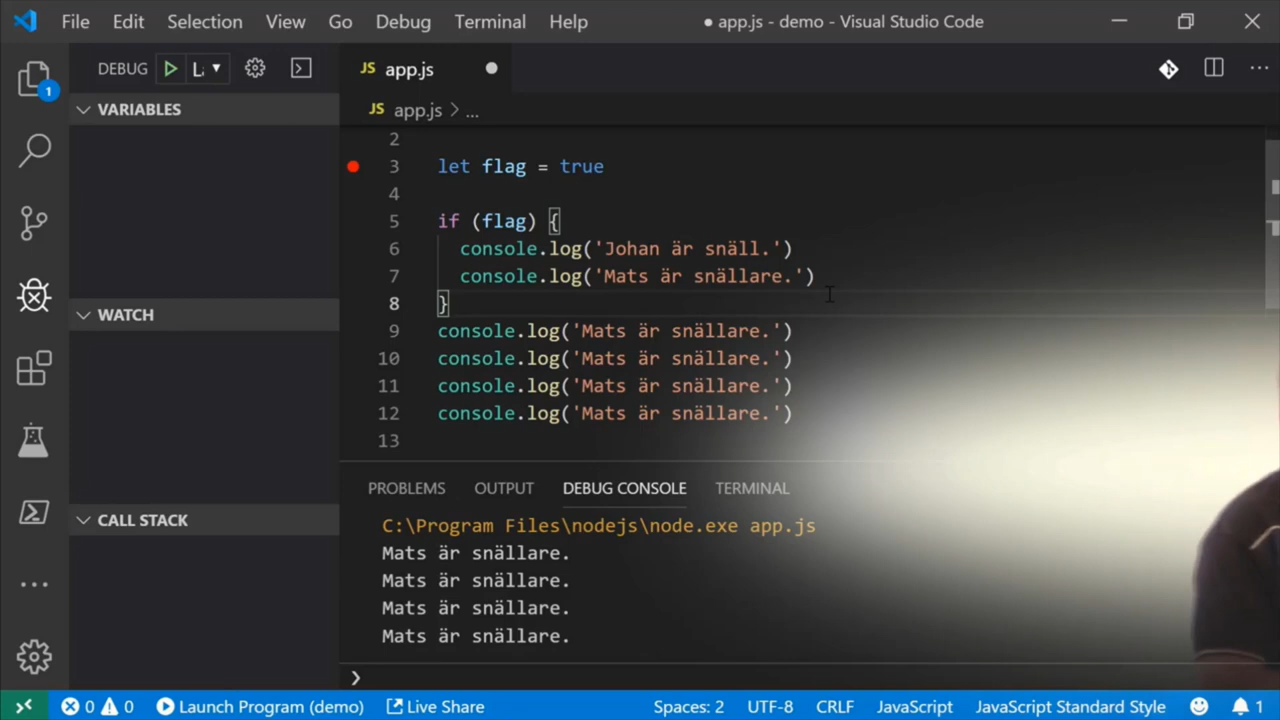 File Edit Selection View Go Debug Terminal Help ● app.js - demo - Visual Studio Code
DEBUG
JS app.js
VARIABLES
1
JS app.js > ...
2
3 let flag = true
4
5 if (flag) {
6 console.log('Johan är snäll.')
7 console.log('Mats är snällare.')
8 }
9 console.log('Mats är snällare.')
10 console.log('Mats är snällare.')
11 console.log('Mats är snällare.')
12 console.log('Mats är snällare.')
13
WATCH
CALL STACK
PROBLEMS OUTPUT DEBUG CONSOLE TERMINAL
C:\Program Files\nodejs\node.exe app.js
Mats är snällare.
Mats är snällare.
Mats är snällare.
Mats är snällare.
0 0 Launch Program (demo) Live Share Spaces: 2 UTF-8 CRLF JavaScript JavaScript Standard Style 1